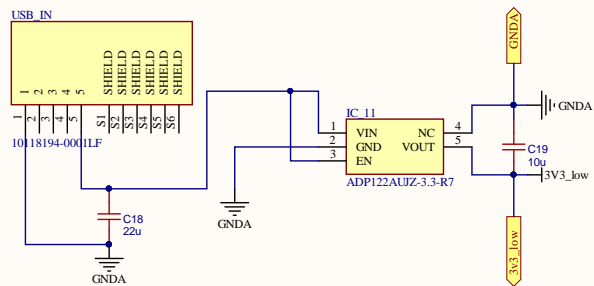 USB_IN
GNDA
1
2
3
4
5
SHIELD
SHIELD
SHIELD
SHIELD
SHIELD
SHIELD
1
2
3
4
5
S1
S2
S3
S4
S5
S6
10118194-0001LF
IC_11
1
2
3
VIN
GND
EN
NC
VOUT
4
5
ADP122AUJZ-3.3-R7
GNDA
C19
10u
3V3_low
C18
22u
GNDA
GNDA
3v3_low